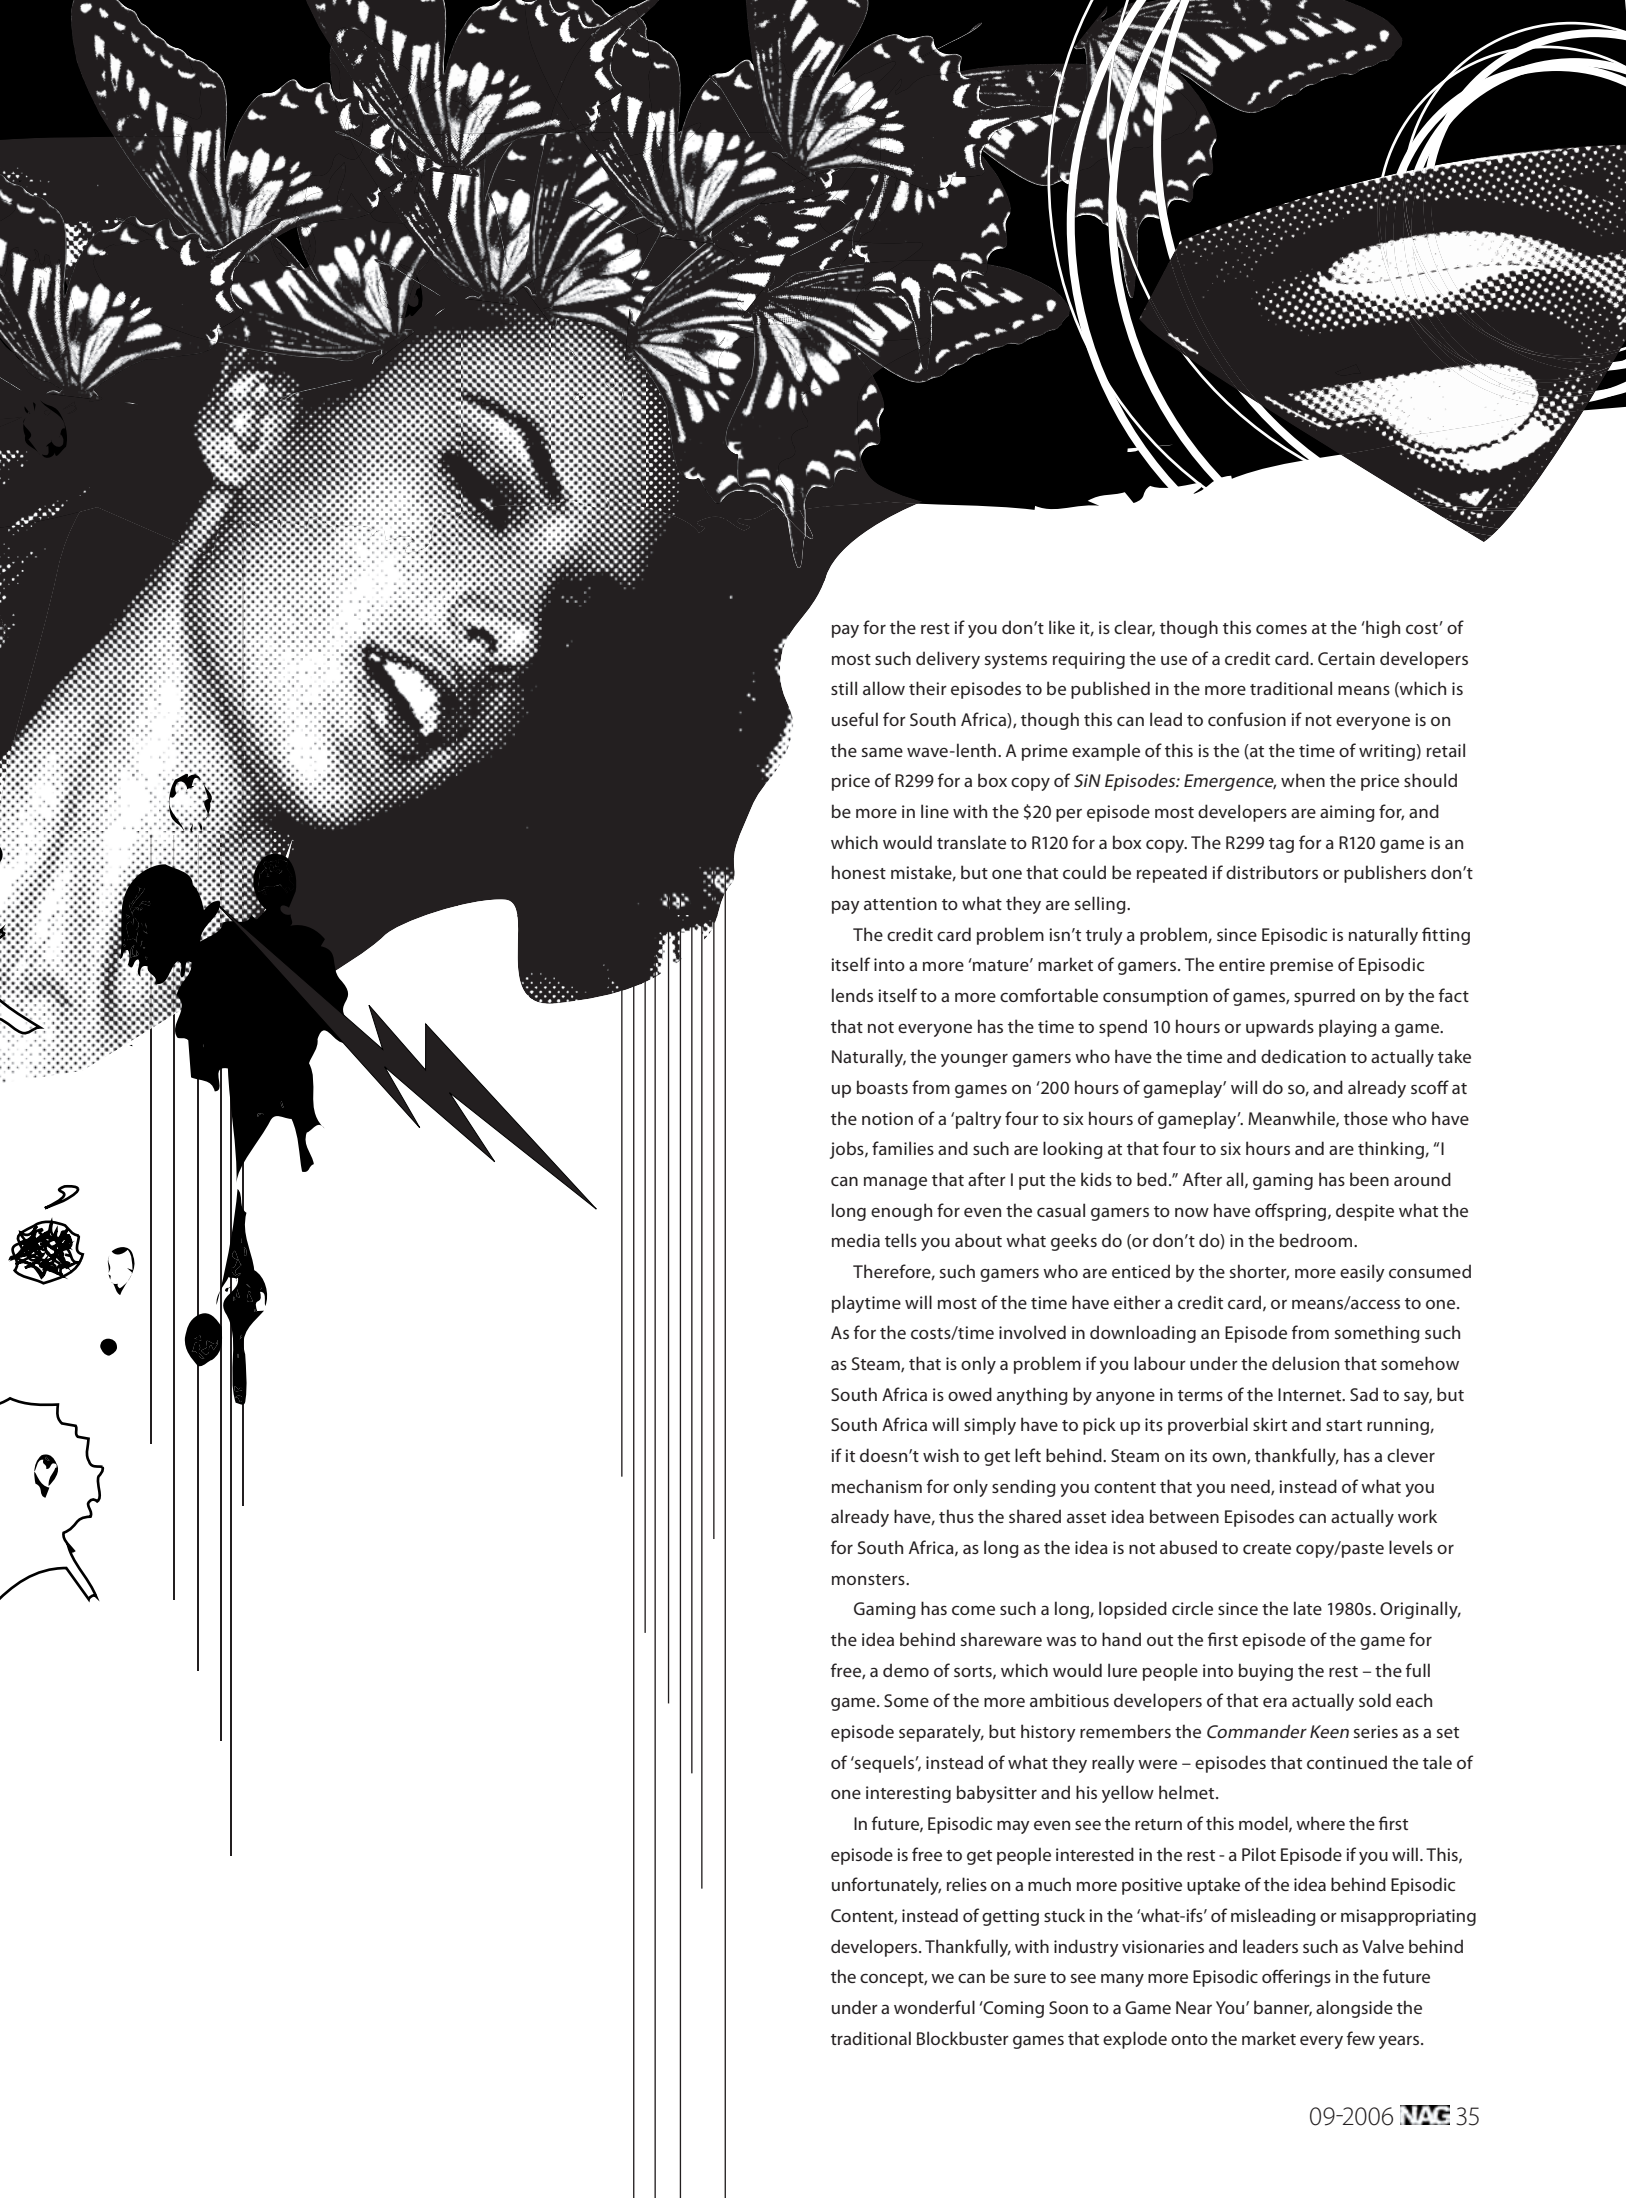 pay for the rest if you don’t like it, is clear, though this comes at the ‘high cost’ of
most such delivery systems requiring the use of a credit card. Certain developers
still allow their episodes to be published in the more traditional means (which is
useful for South Africa), though this can lead to confusion if not everyone is on
the same wave-lenth. A prime example of this is the (at the time of writing) retail
price of R299 for a box copy of SiN Episodes: Emergence, when the price should
be more in line with the $20 per episode most developers are aiming for, and
which would translate to R120 for a box copy. The R299 tag for a R120 game is an
honest mistake, but one that could be repeated if distributors or publishers don’t
pay attention to what they are selling.
The credit card problem isn’t truly a problem, since Episodic is naturally fitting
itself into a more ‘mature’ market of gamers. The entire premise of Episodic
lends itself to a more comfortable consumption of games, spurred on by the fact
that not everyone has the time to spend 10 hours or upwards playing a game.
Naturally, the younger gamers who have the time and dedication to actually take
up boasts from games on ‘200 hours of gameplay’ will do so, and already scoff at
the notion of a ‘paltry four to six hours of gameplay’. Meanwhile, those who have
jobs, families and such are looking at that four to six hours and are thinking, “I
can manage that after I put the kids to bed.” After all, gaming has been around
long enough for even the casual gamers to now have offspring, despite what the
media tells you about what geeks do (or don’t do) in the bedroom.
Therefore, such gamers who are enticed by the shorter, more easily consumed
playtime will most of the time have either a credit card, or means/access to one.
As for the costs/time involved in downloading an Episode from something such
as Steam, that is only a problem if you labour under the delusion that somehow
South Africa is owed anything by anyone in terms of the Internet. Sad to say, but
South Africa will simply have to pick up its proverbial skirt and start running,
if it doesn’t wish to get left behind. Steam on its own, thankfully, has a clever
mechanism for only sending you content that you need, instead of what you
already have, thus the shared asset idea between Episodes can actually work
for South Africa, as long as the idea is not abused to create copy/paste levels or
monsters.
Gaming has come such a long, lopsided circle since the late 1980s. Originally,
the idea behind shareware was to hand out the first episode of the game for
free, a demo of sorts, which would lure people into buying the rest – the full
game. Some of the more ambitious developers of that era actually sold each
episode separately, but history remembers the Commander Keen series as a set
of ‘sequels’, instead of what they really were – episodes that continued the tale of
one interesting babysitter and his yellow helmet.
In future, Episodic may even see the return of this model, where the first
episode is free to get people interested in the rest - a Pilot Episode if you will. This,
unfortunately, relies on a much more positive uptake of the idea behind Episodic
Content, instead of getting stuck in the ‘what-ifs’ of misleading or misappropriating
developers. Thankfully, with industry visionaries and leaders such as Valve behind
the concept, we can be sure to see many more Episodic offerings in the future
under a wonderful ‘Coming Soon to a Game Near You’ banner, alongside the
traditional Blockbuster games that explode onto the market every few years.
09-2006 NAG 35